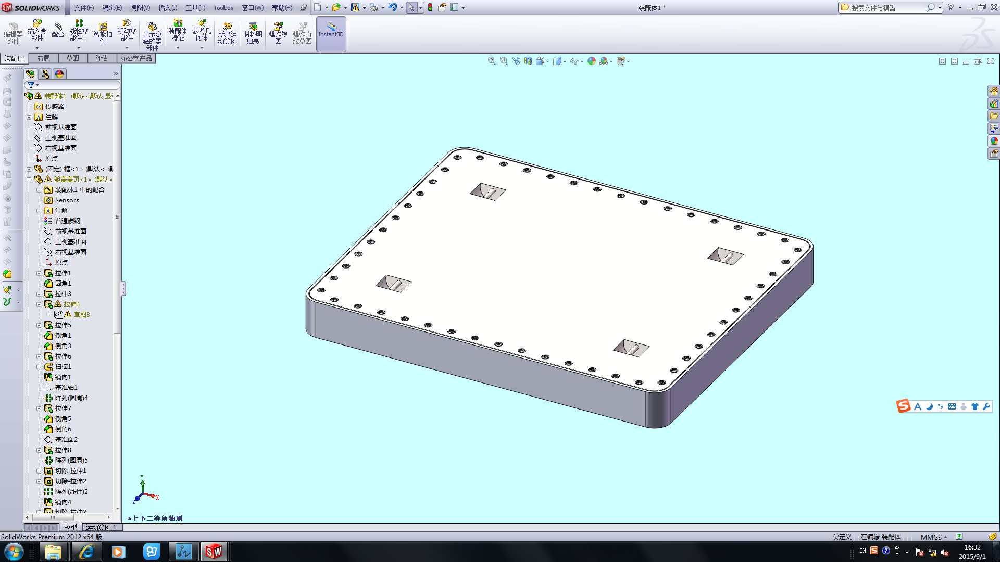 SOLIDWORKS 文件(F) 编辑(E) 视图(V) 插入(I) 工具(T) Toolbox 窗口(W) 帮助(H) 装配体1 * 搜索文件与模型
编辑零部件 插入零部件 配合 线性零部件... 智能扣件 移动零部件 显示隐藏的零部件 装配体特征 参考几何体 新建运动算例 材料明细表 爆炸视图 爆炸直线草图 Instant3D
装配体 布局 草图 评估 办公室产品
装配体1 (默认<默认_显
传感器
注解
前视基准面
上视基准面
右视基准面
原点
(固定) 框<1> (默认<<默
舱盖盖页<1> (默认<
装配体1 中的配合
Sensors
注解
普通碳钢
前视基准面
上视基准面
右视基准面
原点
拉伸1
圆角1
拉伸3
拉伸4
草图3
拉伸5
倒角1
倒角3
拉伸6
扫描1
镜向1
基准轴1
阵列(圆周)4
拉伸7
倒角5
倒角6
基准面2
拉伸8
阵列(圆周)5
切除-拉伸1
切除-拉伸2
阵列(线性)2
镜向4
切除-拉伸3
Y
X
Z
*上下二等角轴测
模型 运动算例 1
SolidWorks Premium 2012 x64 版 欠定义 在编辑 装配体 MMGS
CH 16:32
2015/9/1